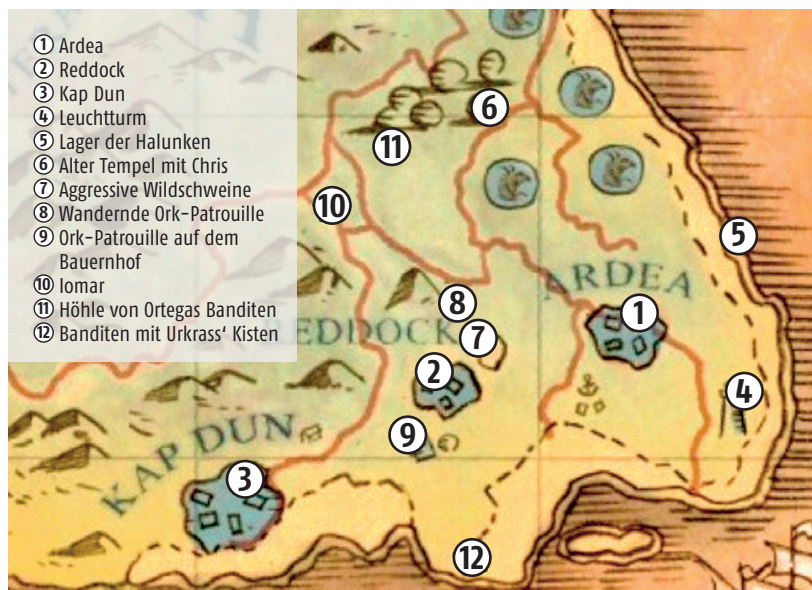 ① Ardea
② Reddock
③ Kap Dun
④ Leuchtturm
⑤ Lager der Halunken
⑥ Alter Tempel mit Chris
⑦ Aggressive Wildschweine
⑧ Wandernde Ork-Patrouille
⑨ Ork-Patrouille auf dem
Bauernhof
⑩ Iomar
⑪ Höhle von Ortegas Banditen
⑫ Banditen mit Urkrass' Kisten
6
11
10
5
ARDEA
8
1
REDDOCK
7
2
4
9
KAP DUN
3
12